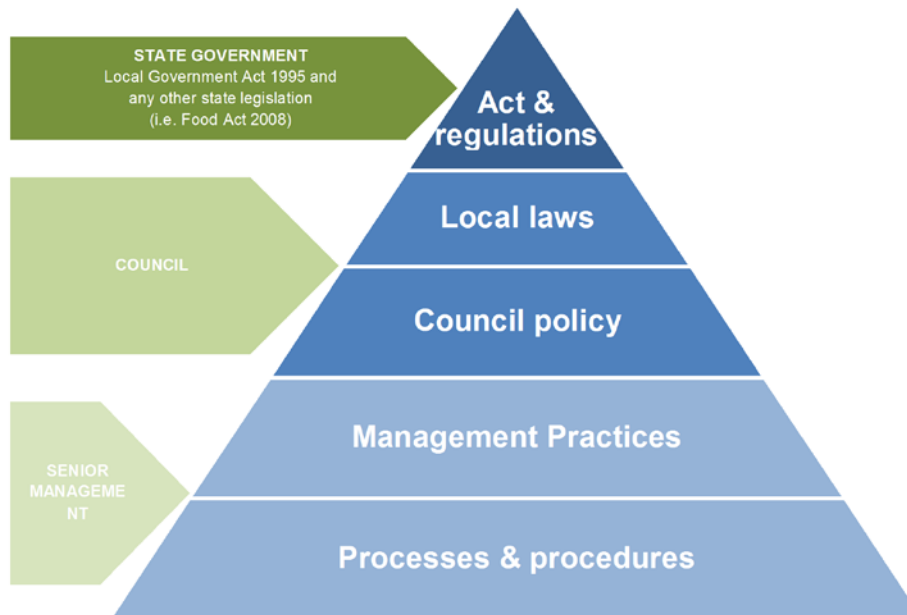 STATE GOVERNMENT
Local Government Act 1995 and
any other state legislation
(i.e. Food Act 2008)
Act &
regulations
Local laws
COUNCIL
Council policy
Management Practices
SENIOR
MANAGEME
NT
Processes & procedures